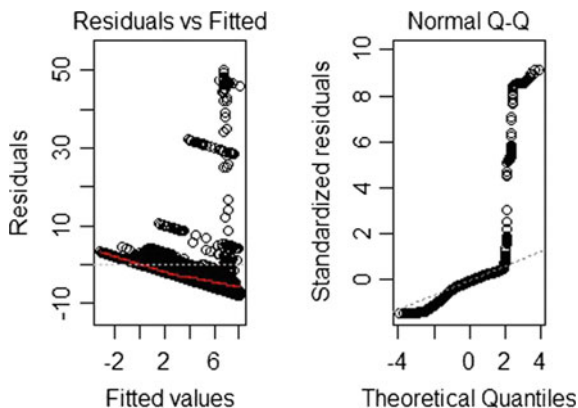 Residuals vs Fitted
Residuals
50
30
10
-10
-2
2
6
Fitted values
Normal Q-Q
Standardized residuals
10
8
6
4
2
0
-4
0
2
4
Theoretical Quantiles